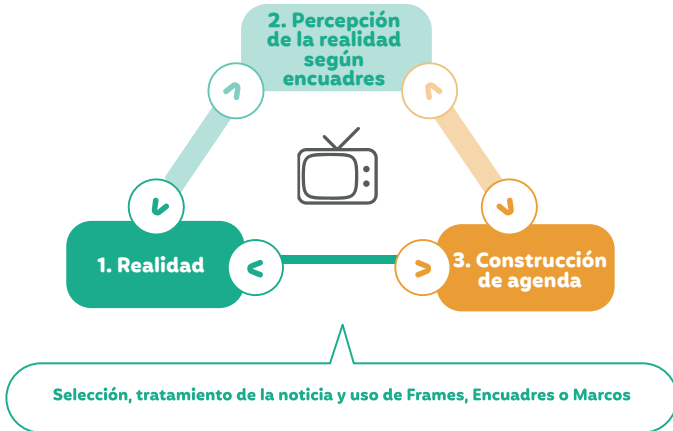 2. Percepción
de la realidad
según
encuadres
1. Realidad
3. Construcción
de agenda
Selección, tratamiento de la noticia y uso de Frames, Encuadres o Marcos